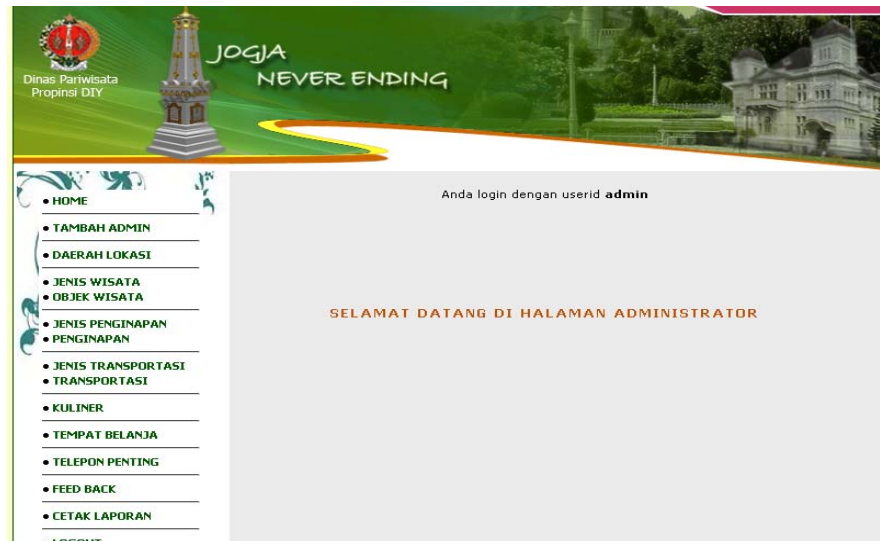 Dinas Pariwisata
Propinsi DIY
JOGJA
NEVER ENDING
Anda login dengan userid admin
SELAMAT DATANG DI HALAMAN ADMINISTRATOR
HOME
TAMBAH ADMIN
DAERAH LOKASI
JENIS WISATA
OBJEK WISATA
JENIS PENGINAPAN
PENGINAPAN
JENIS TRANSPORTASI
TRANSPORTASI
KULINER
TEMPAT BELANJA
TELEPON PENTING
FEED BACK
CETAK LAPORAN